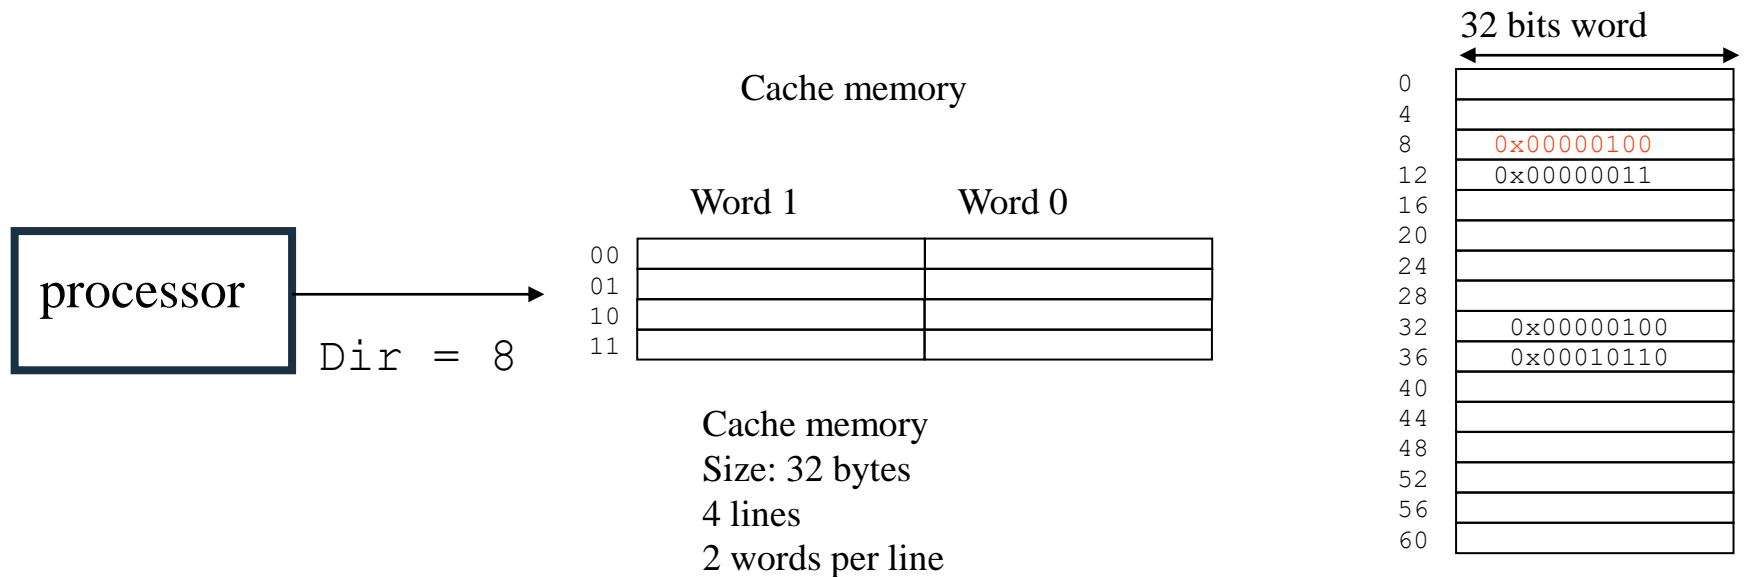 32 bits word
Cache memory
Word 1 Word 0
00
01
10
11
processor
Dir = 8
Cache memory
Size: 32 bytes
4 lines
2 words per line
0
4
8 0x00000100
12 0x00000011
16
20
24
28
32 0x00000100
36 0x00010110
40
44
48
52
56
60